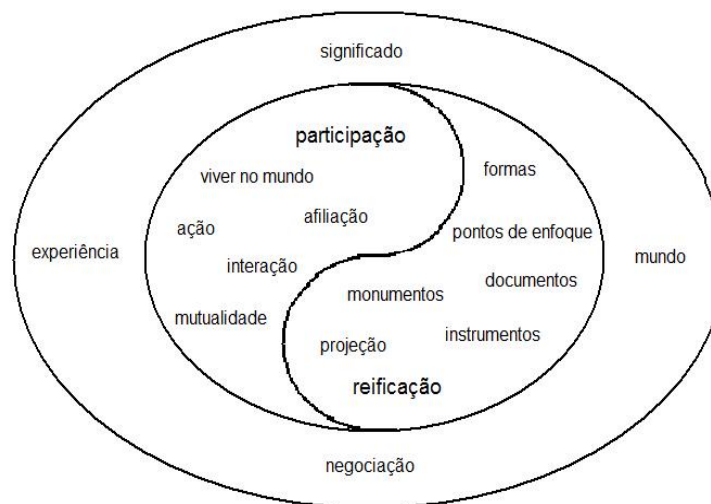 significado
participação
formas
viver no mundo
afiliação
ação
pontos de enfoque
experiência
interação
mundo
documentos
monumentos
mutualidade
instrumentos
projeção
reificação
negociação